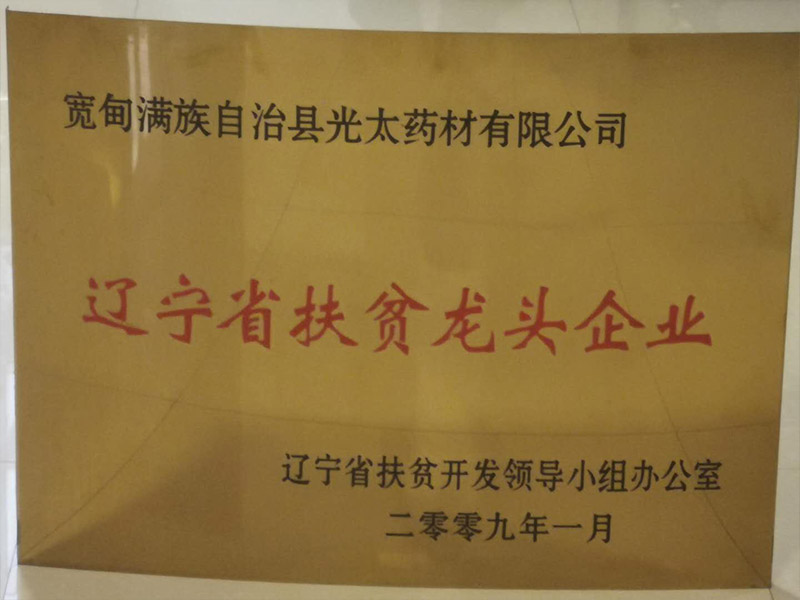 宽甸满族自治县光太药材有限公司
辽宁省扶贫龙头企业
辽宁省扶贫开发领导小组办公室
二零零九年一月